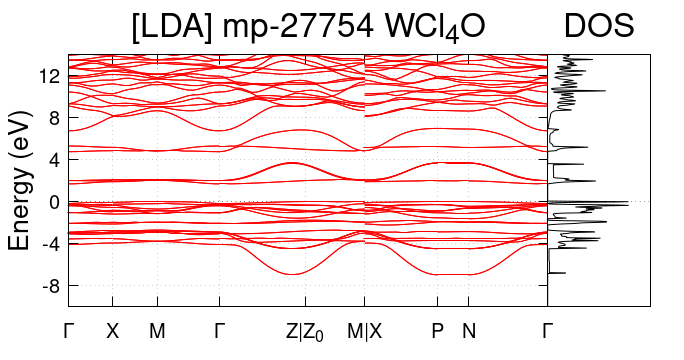 [LDA] mp-27754 WCl₄O DOS
Energy (eV)
12
8
4
0
-4
-8
Γ X M Γ Z|Z₀ M|X P N Γ